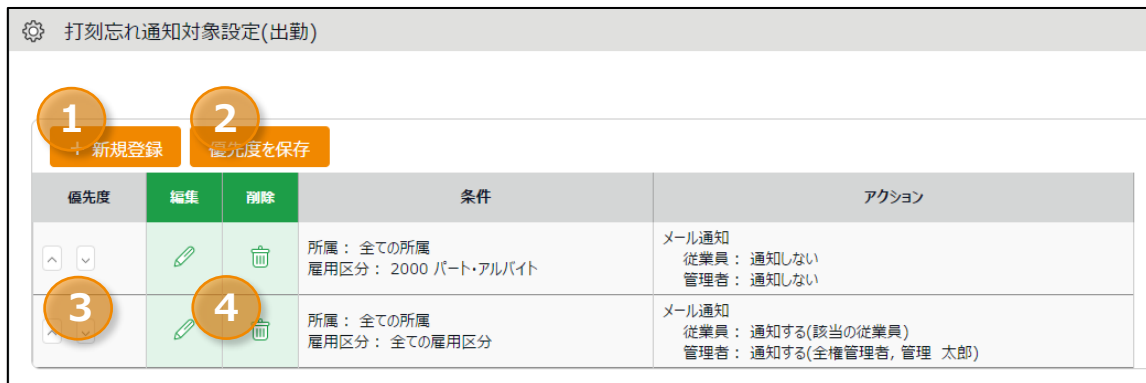 打刻忘れ通知対象設定(出勤)
1 2
+ 新規登録 優先度を保存
優先度 編集 削除 条件 アクション
所属： 全ての所属
雇用区分： 2000 パート・アルバイト
メール通知
従業員： 通知しない
管理者： 通知しない
3 4
所属： 全ての所属
雇用区分： 全ての雇用区分
メール通知
従業員： 通知する(該当の従業員)
管理者： 通知する(全権管理者, 管理　太郎)